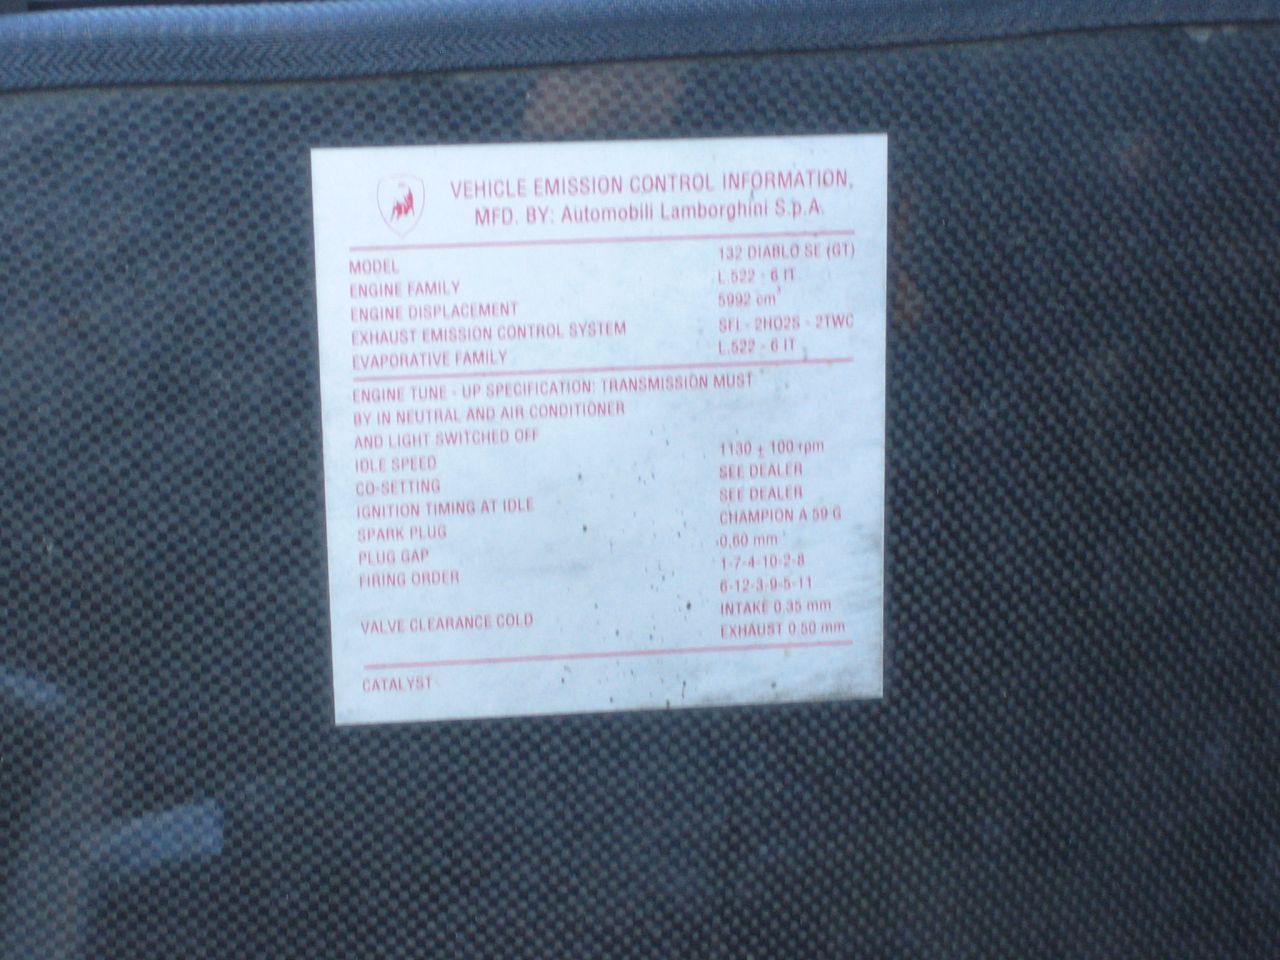 VEHICLE EMISSION CONTROL INFORMATION,
MFD. BY: Automobili Lamborghini S.p.A.
MODEL 132 DIABLO SE (GT)
ENGINE FAMILY L.522 - 6 IT
ENGINE DISPLACEMENT 5992 cm³
EXHAUST EMISSION CONTROL SYSTEM SFI - 2HO2S - 2TWC
EVAPORATIVE FAMILY L.522 - 6 IT
ENGINE TUNE - UP SPECIFICATION: TRANSMISSION MUST
BY IN NEUTRAL AND AIR CONDITIONER
AND LIGHT SWITCHED OFF
IDLE SPEED 1130 ± 100 rpm
CO-SETTING SEE DEALER
IGNITION TIMING AT IDLE SEE DEALER
SPARK PLUG CHAMPION A 59 G
PLUG GAP 0,60 mm
FIRING ORDER 1-7-4-10-2-8
6-12-3-9-5-11
VALVE CLEARANCE COLD INTAKE 0.35 mm
EXHAUST 0.50 mm
CATALYST